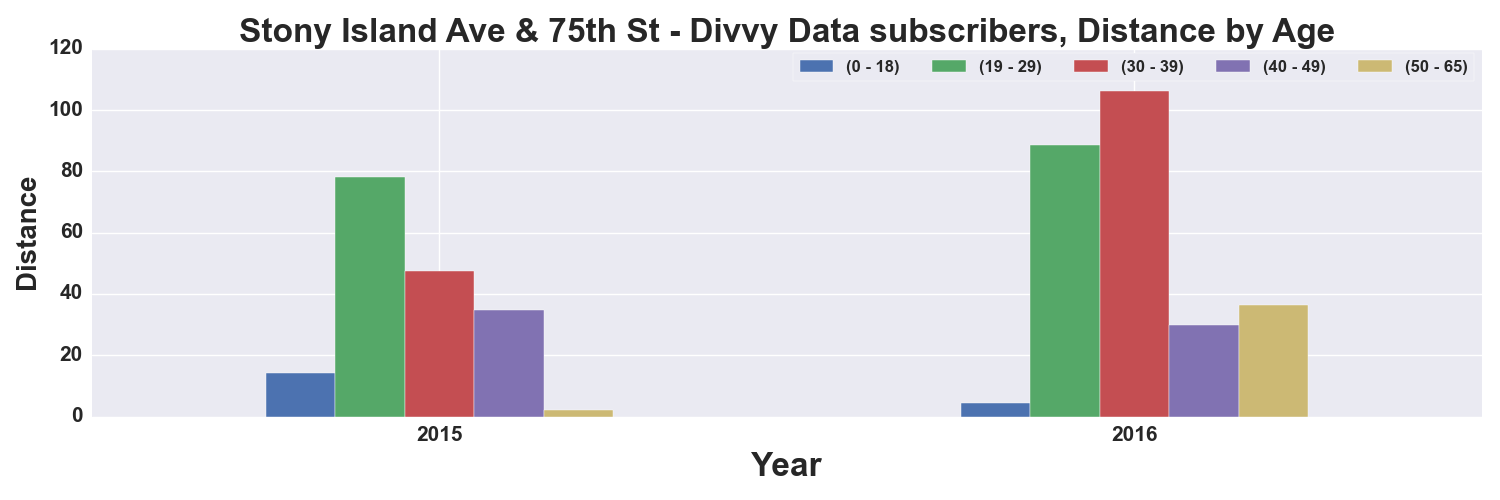 Stony Island Ave & 75th St - Divvy Data subscribers, Distance by Age
120
100
80
60
40
20
0
Distance
(0 - 18) (19 - 29) (30 - 39) (40 - 49) (50 - 65)
2015 2016
Year